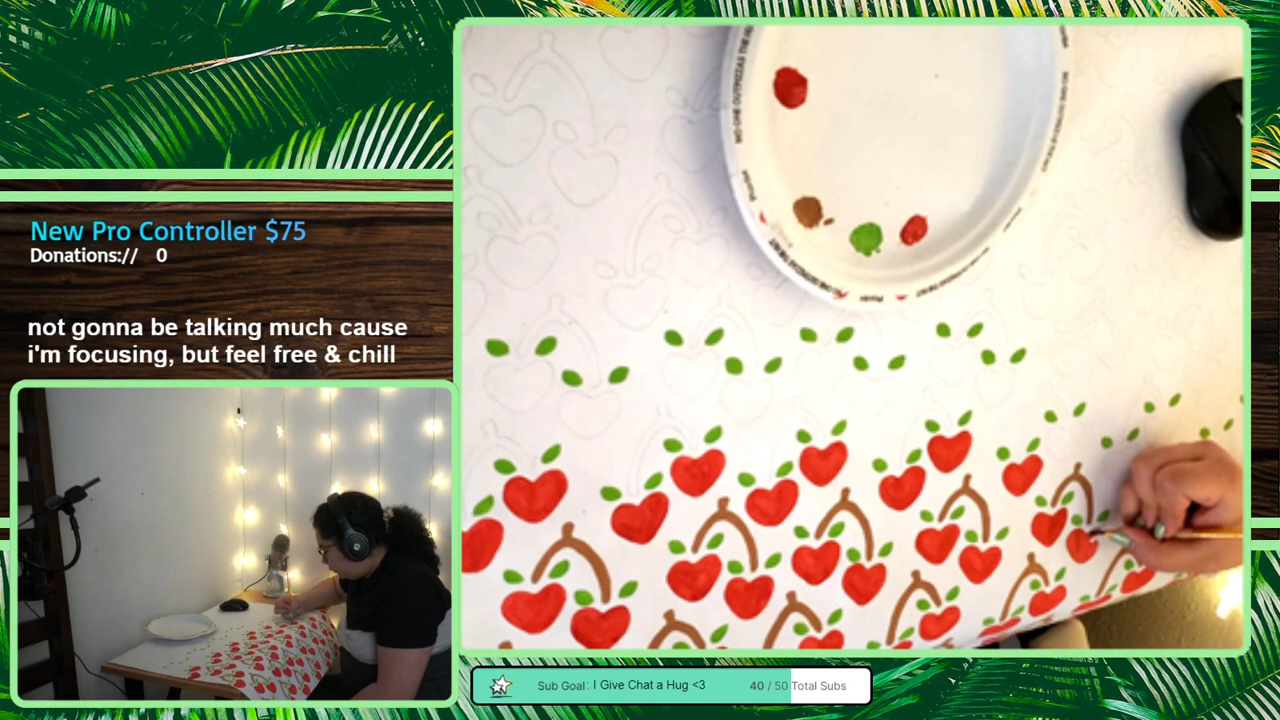 New Pro Controller $75
Donations:// 0
not gonna be talking much cause
i'm focusing, but feel free & chill
Sub Goal: I Give Chat a Hug <3 40 / 50 Total Subs